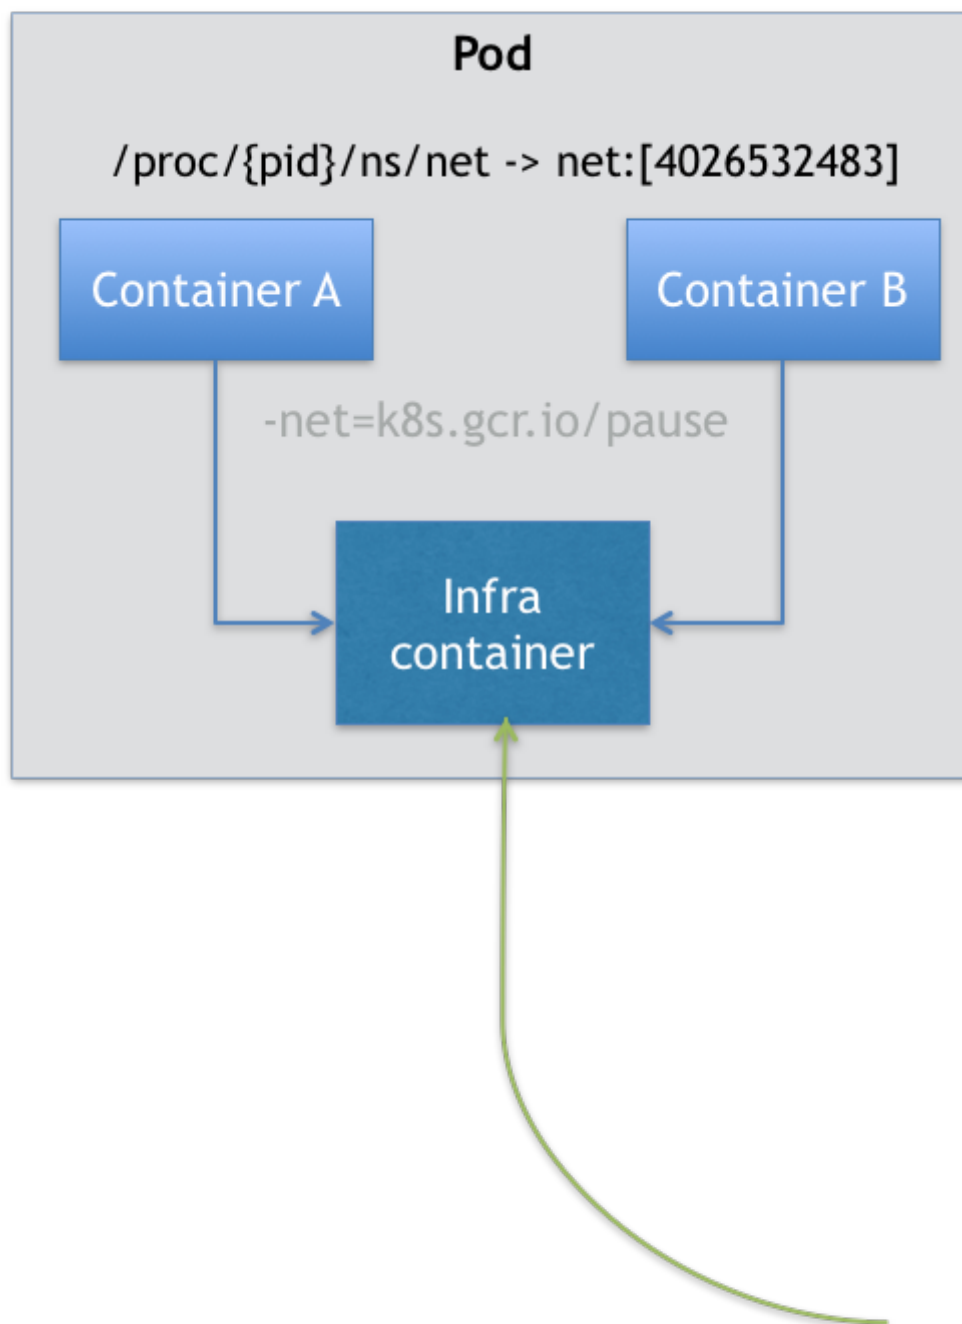 Pod
/proc/{pid}/ns/net -> net:[4026532483]
Container A
Container B
-net=k8s.gcr.io/pause
Infra
container